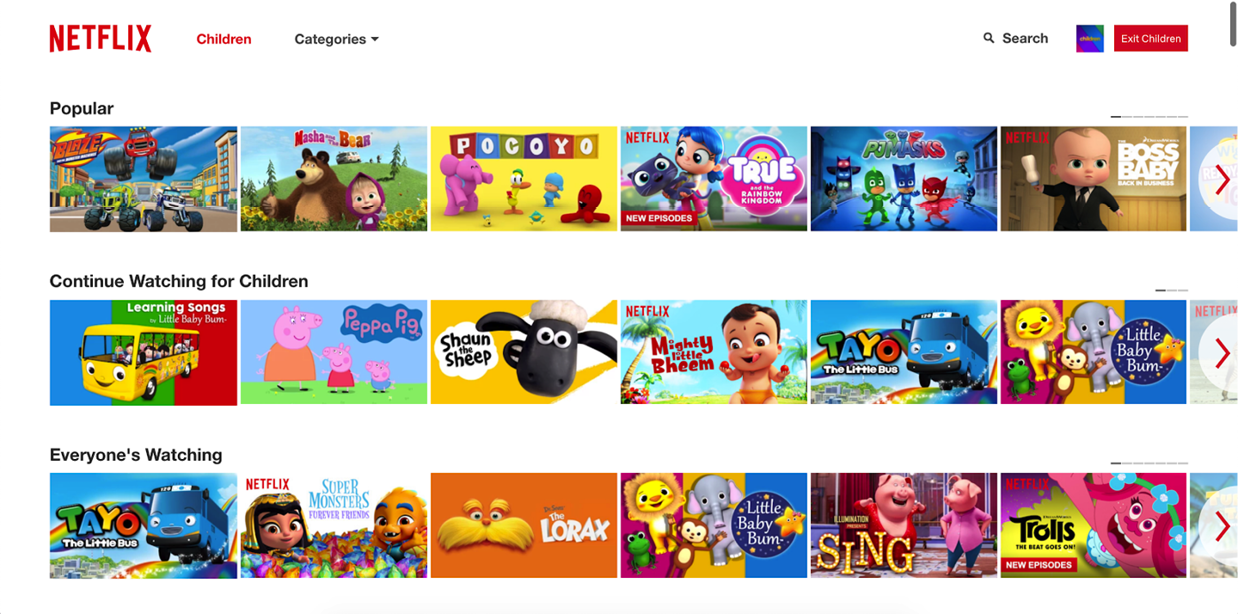 NETFLIX
Children
Categories
Search
children
Exit Children
Popular
BLAZE
Masha and The Bear
POCOYO
NETFLIX
TRUE
and the
RAINBOW
KINGDOM
NEW EPISODES
PJMASKS
NETFLIX
THE
BOSS
BABY
BACK IN BUSINESS
Continue Watching for Children
Learning Songs
by Little Baby Bum
Peppa Pig
Shaun
the
Sheep
NETFLIX
Mighty
little
Bheem
TAYO
The Little Bus
Little
Baby
Bum
NETFLIX
Everyone's Watching
TAYO
The Little Bus
NETFLIX
SUPER
MONSTERS
FUREVER FRIENDS
Dr. Seuss'
THE
LORAX
Little
Baby
Bum
ILLUMINATION
PRESENTS
SING
NETFLIX
TROLLS
THE BEAT GOES ON!
NEW EPISODES